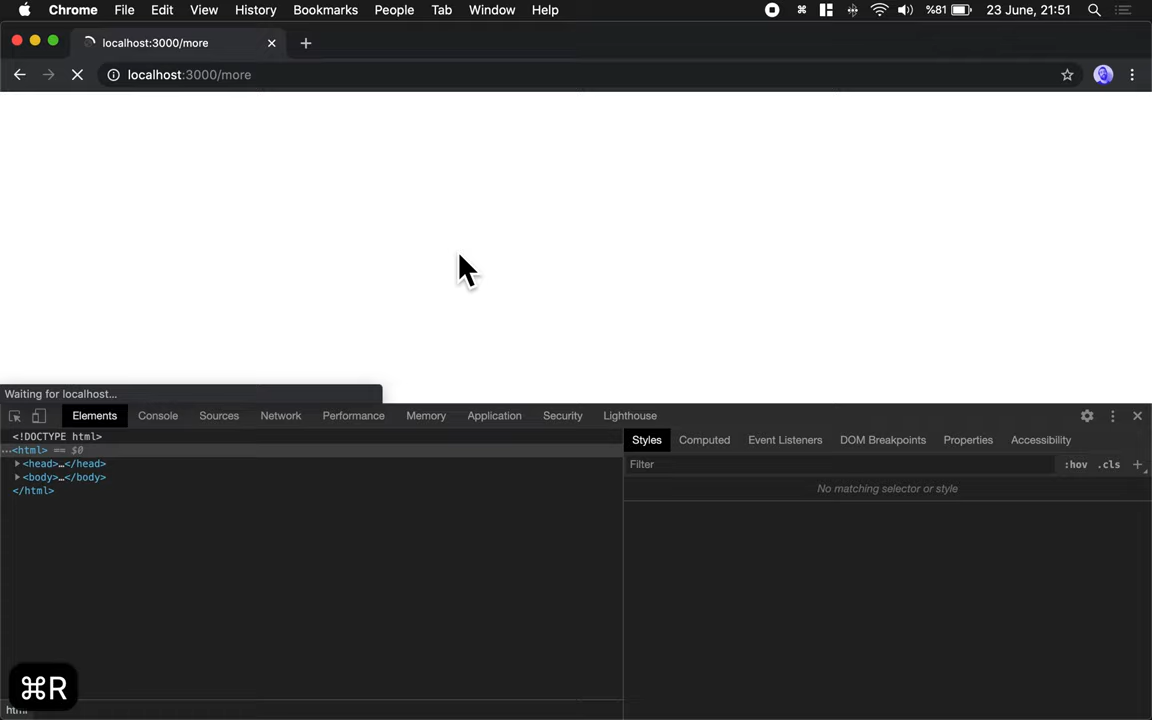 Chrome File Edit View History Bookmarks People Tab Window Help %81 23 June, 21:51
localhost:3000/more
localhost:3000/more
Waiting for localhost...
Elements Console Sources Network Performance Memory Application Security Lighthouse
<!DOCTYPE html>
…<html> == $0
<head>…</head>
<body>…</body>
</html>
Styles Computed Event Listeners DOM Breakpoints Properties Accessibility
Filter :hov .cls +
No matching selector or style
⌘R
html